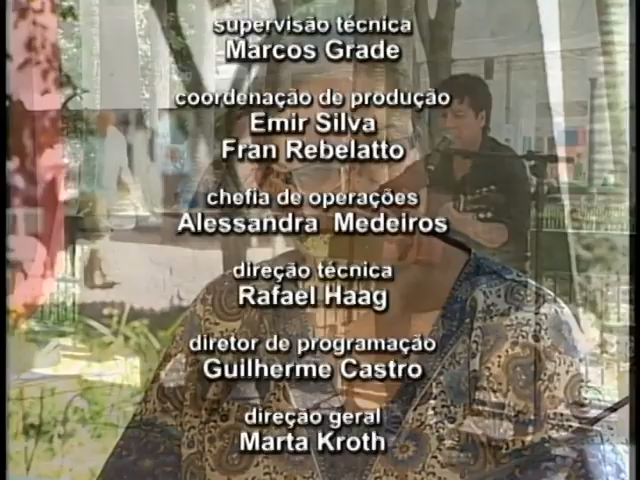 supervisão técnica
Marcos Grade
coordenação de produção
Emir Silva
Fran Rebelatto
chefia de operações
Alessandra Medeiros
direção técnica
Rafael Haag
diretor de programação
Guilherme Castro
direção geral
Marta Kroth